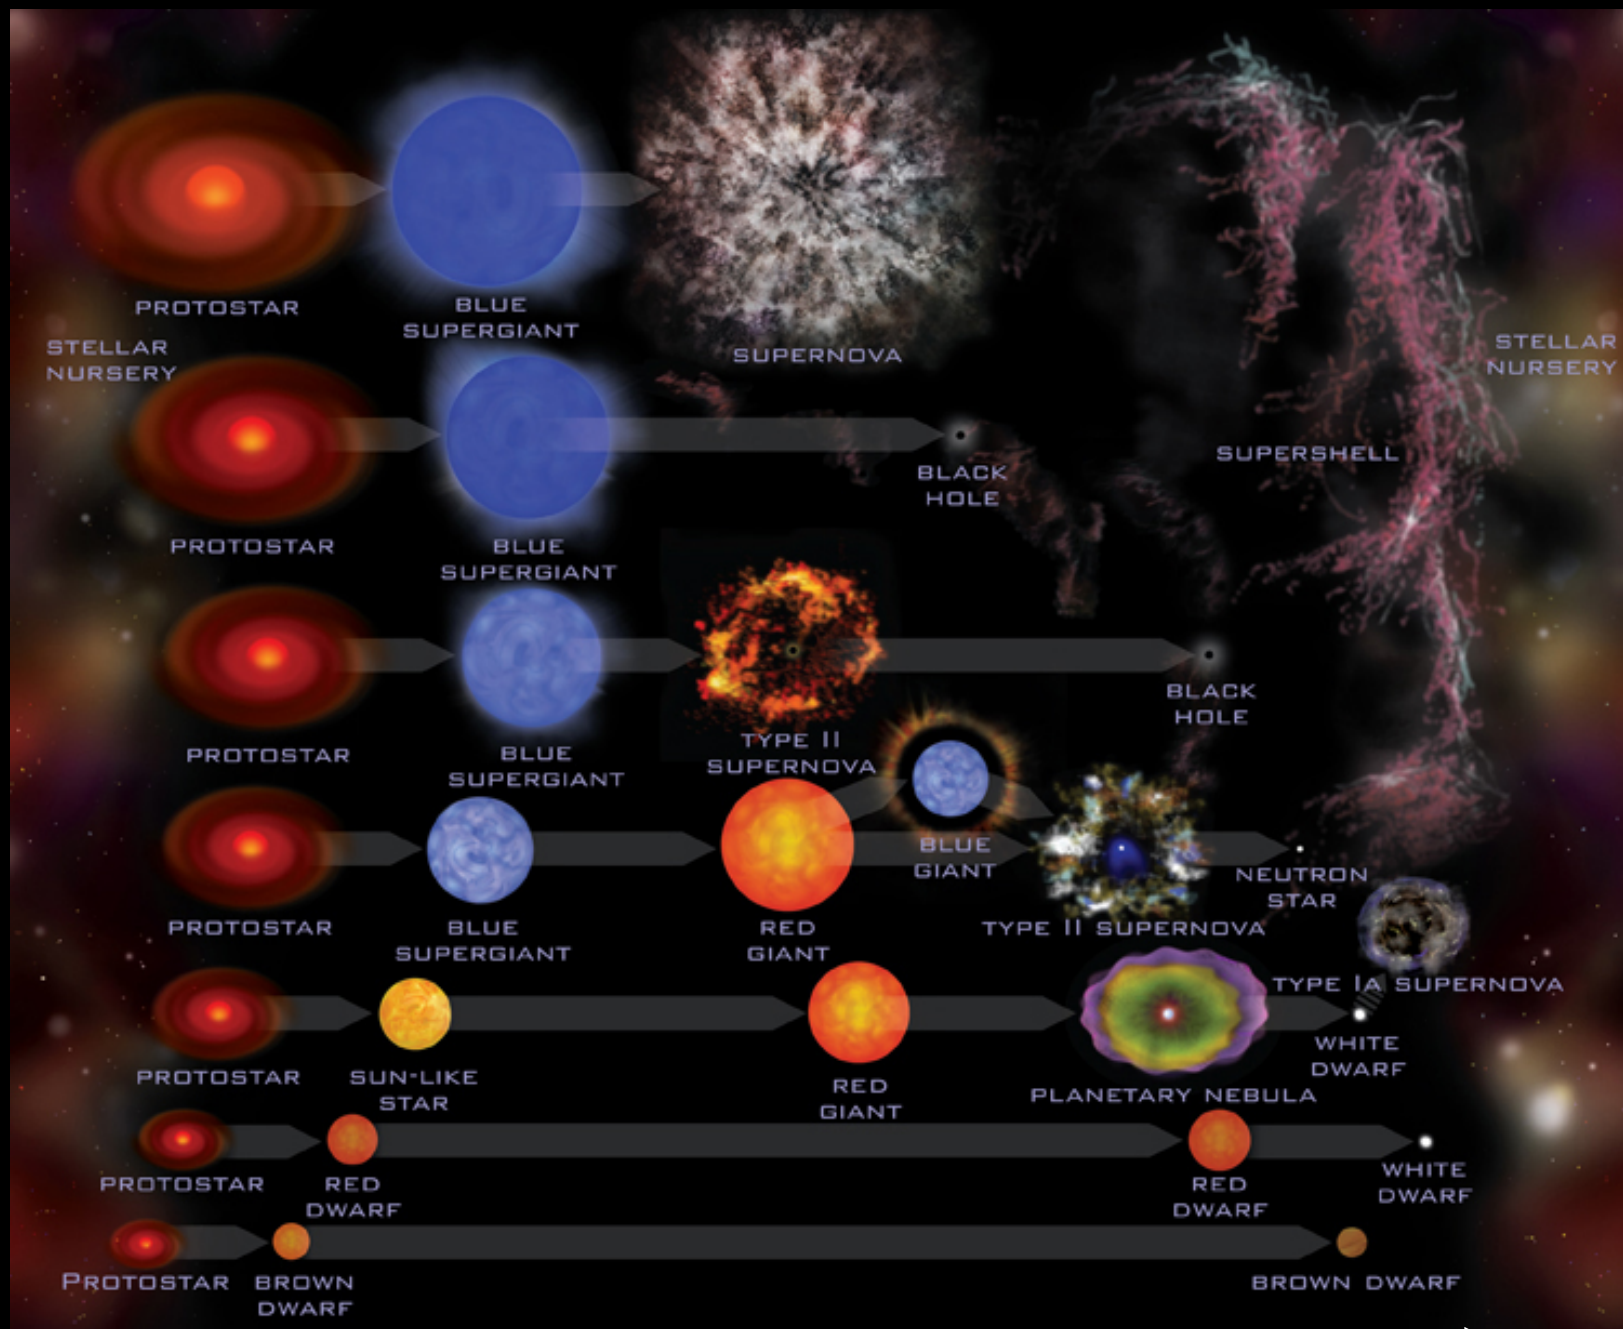 PROTOSTAR
BLUE
SUPERGIANT
SUPERNOVA
STELLAR
NURSERY
STELLAR
NURSERY
PROTOSTAR
BLUE
SUPERGIANT
BLACK
HOLE
SUPERSHELL
PROTOSTAR
BLUE
SUPERGIANT
TYPE II
SUPERNOVA
BLACK
HOLE
PROTOSTAR
BLUE
SUPERGIANT
RED
GIANT
BLUE
GIANT
TYPE II SUPERNOVA
NEUTRON
STAR
TYPE IA SUPERNOVA
PROTOSTAR
SUN-LIKE
STAR
RED
GIANT
PLANETARY NEBULA
WHITE
DWARF
PROTOSTAR
RED
DWARF
RED
DWARF
WHITE
DWARF
PROTOSTAR
BROWN
DWARF
BROWN DWARF